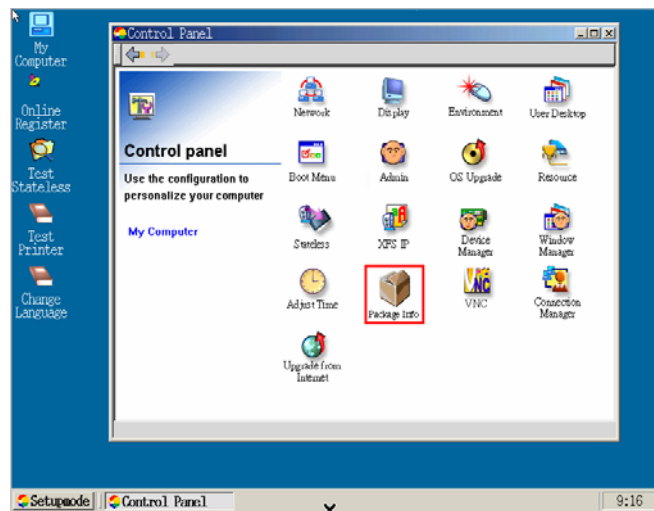 My
Computer
Online
Register
Test
Stateless
Test
Printer
Change
Language
Control Panel
Control panel
Use the configuration to
personalize your computer
My Computer
Network
Display
Environment
User Desktop
Boot Menu
Admin
OS Upgrade
Resource
Stateless
XFS IP
Device
Manager
Window
Manager
Adjust Time
Package Info
VNC
VNC
Connection
Manager
Upgrade from
Internet
Setupmode
Control Panel
9:16